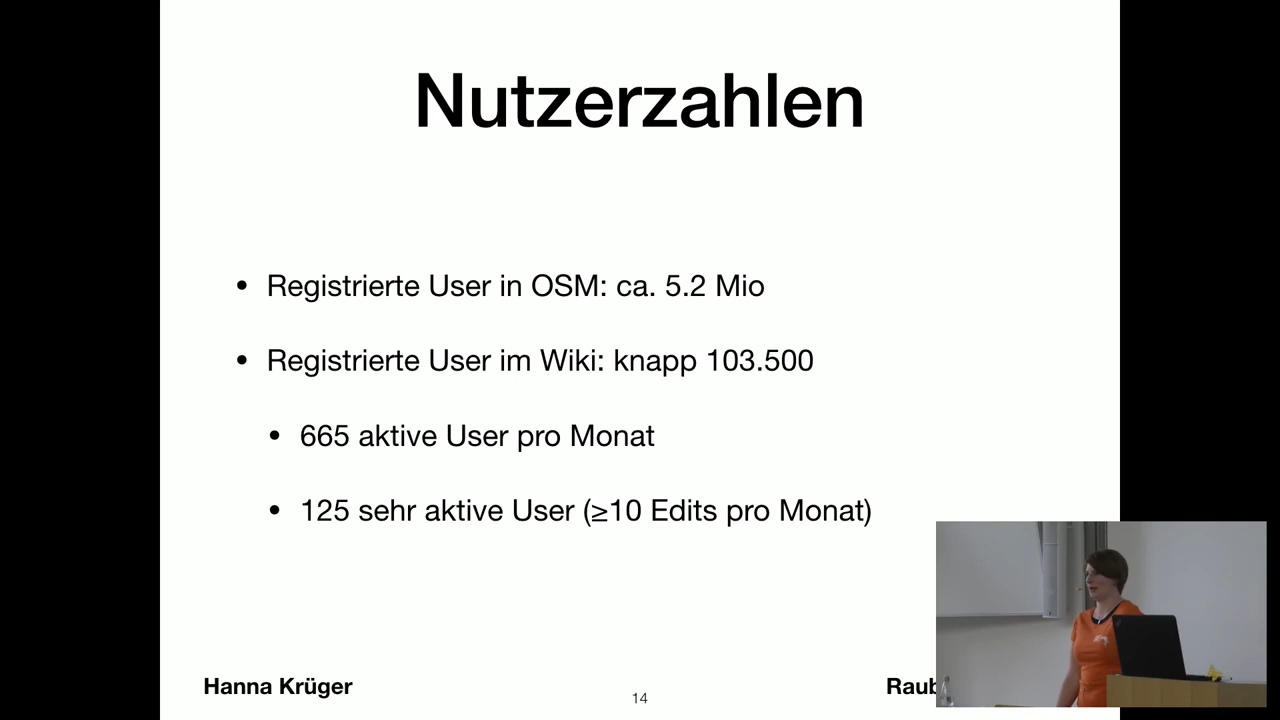 Nutzerzahlen
• Registrierte User in OSM: ca. 5.2 Mio
• Registrierte User im Wiki: knapp 103.500
• 665 aktive User pro Monat
• 125 sehr aktive User (≥10 Edits pro Monat)
Hanna Krüger
14